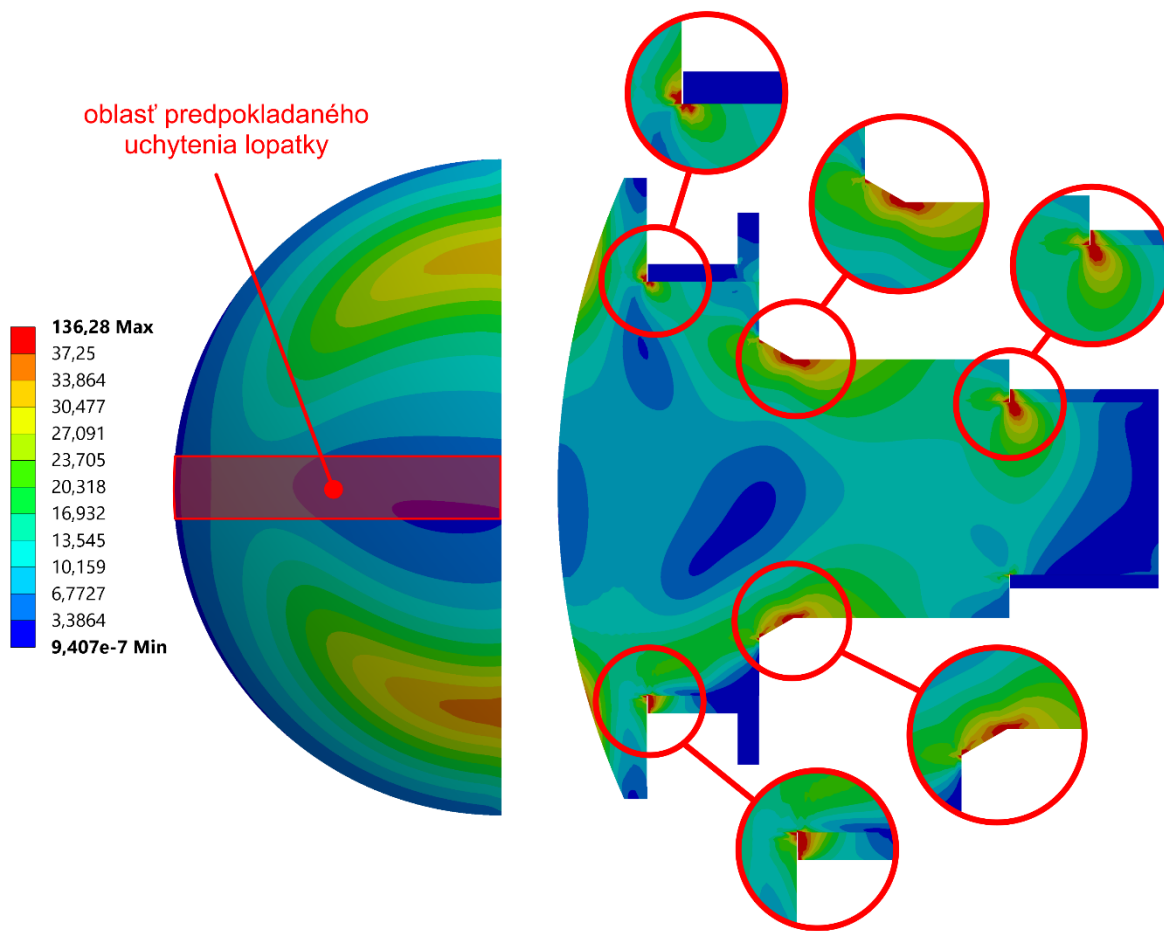 oblasť predpokladaného
uchytenia lopatky
136,28 Max
37,25
33,864
30,477
27,091
23,705
20,318
16,932
13,545
10,159
6,7727
3,3864
9,407e-7 Min